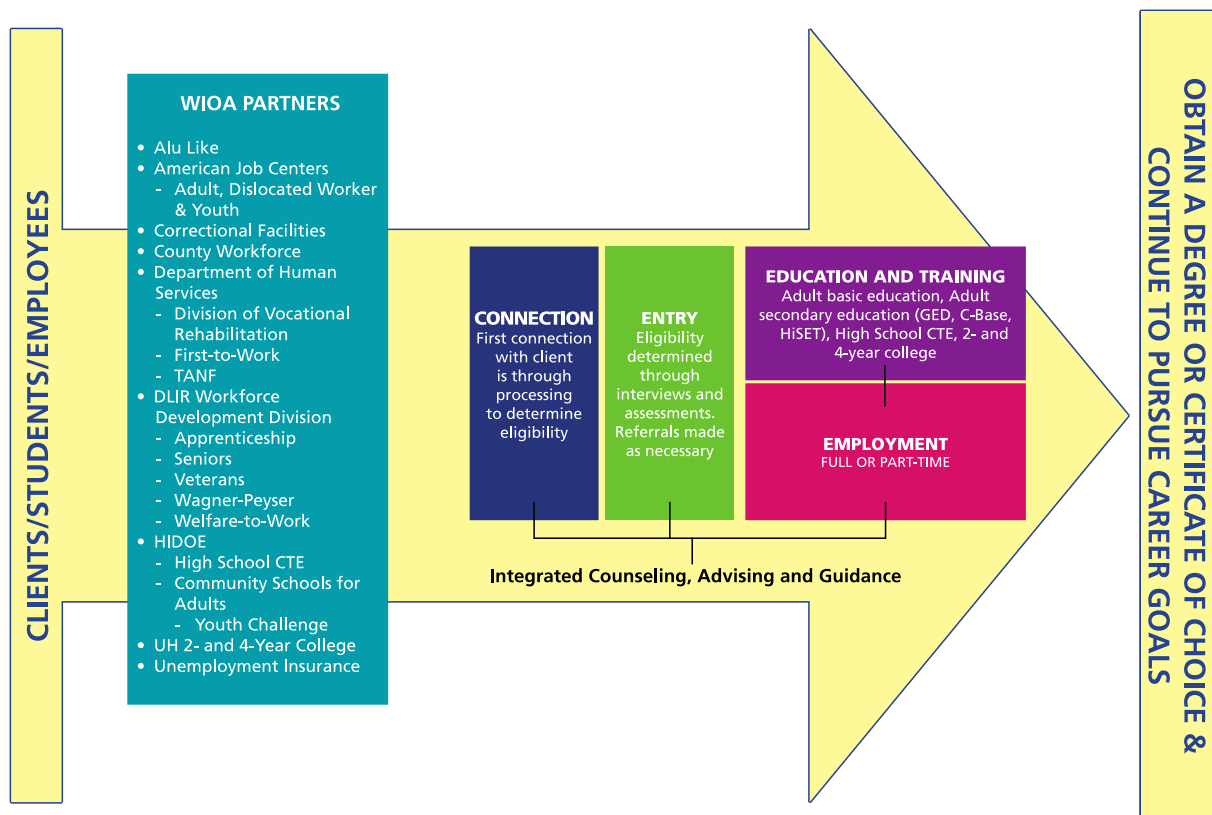 CLIENTS/STUDENTS/EMPLOYEES
WIOA PARTNERS
• Alu Like
• American Job Centers
- Adult, Dislocated Worker
& Youth
• Correctional Facilities
• County Workforce
• Department of Human
Services
- Division of Vocational
Rehabilitation
- First-to-Work
- TANF
• DLIR Workforce
Development Division
- Apprenticeship
- Seniors
- Veterans
- Wagner-Peyser
- Welfare-to-Work
• HIDOE
- High School CTE
- Community Schools for
Adults
- Youth Challenge
• UH 2- and 4-Year College
• Unemployment Insurance
CONNECTION
First connection
with client
is through
processing
to determine
eligibility
ENTRY
Eligibility
determined
through
interviews and
assessments.
Referrals made
as necessary
EDUCATION AND TRAINING
Adult basic education, Adult
secondary education (GED, C-Base,
HiSET), High School CTE, 2- and
4-year college
EMPLOYMENT
FULL OR PART-TIME
Integrated Counseling, Advising and Guidance
OBTAIN A DEGREE OR CERTIFICATE OF CHOICE &
CONTINUE TO PURSUE CAREER GOALS